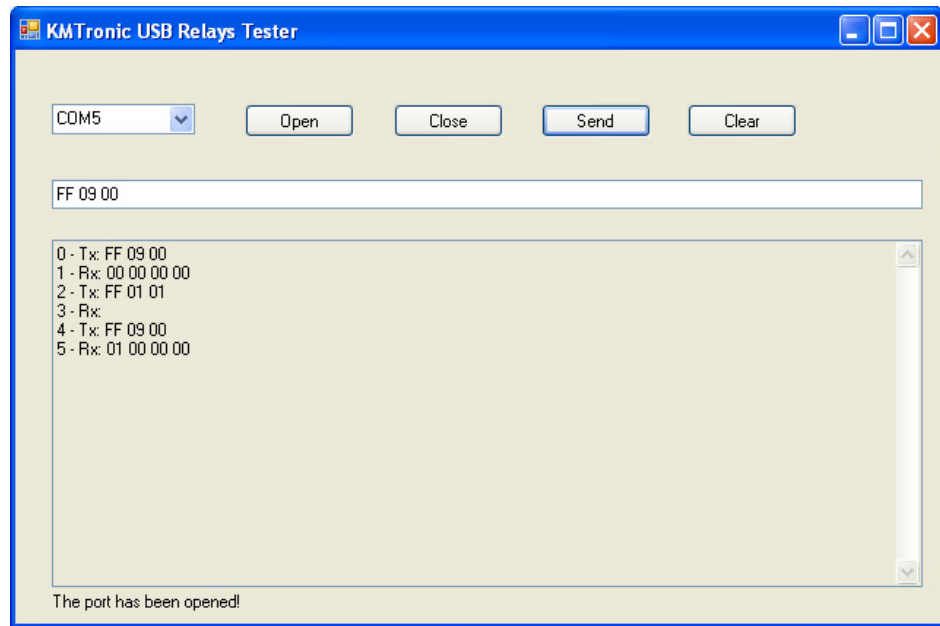 KMTronic USB Relays Tester
COM5 Open Close Send Clear
FF 09 00
0 - Tx: FF 09 00
1 - Rx: 00 00 00 00
2 - Tx: FF 01 01
3 - Rx:
4 - Tx: FF 09 00
5 - Rx: 01 00 00 00
The port has been opened!